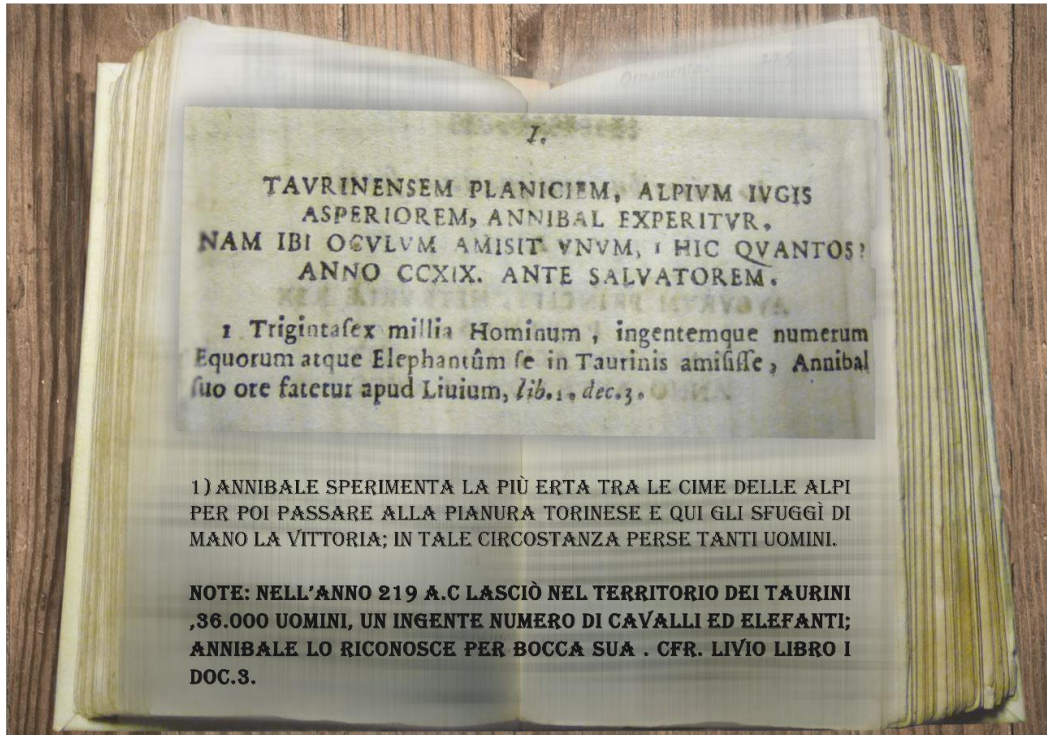 Ornamenta. 225
I.
TAVRINENSEM PLANICIEM, ALPIVM IVGIS
ASPERIOREM, ANNIBAL EXPERITVR.
NAM IBI OCVLVM AMISIT VNVM, 1 HIC QVANTOS?
ANNO CCXIX. ANTE SALVATOREM.
1 Trigintaſex millia Hominum, ingentemque numerum
Equorum atque Elephantûm ſe in Taurinis amiſiſſe, Annibal
ſuo ore fatetur apud Liuium, lib.1. dec.3.
1) ANNIBALE SPERIMENTA LA PIÙ ERTA TRA LE CIME DELLE ALPI
PER POI PASSARE ALLA PIANURA TORINESE E QUI GLI SFUGGÌ DI
MANO LA VITTORIA; IN TALE CIRCOSTANZA PERSE TANTI UOMINI.
NOTE: NELL'ANNO 219 A.C LASCIÒ NEL TERRITORIO DEI TAURINI
,36.000 UOMINI, UN INGENTE NUMERO DI CAVALLI ED ELEFANTI;
ANNIBALE LO RICONOSCE PER BOCCA SUA . CFR. LIVIO LIBRO I
DOC.3.